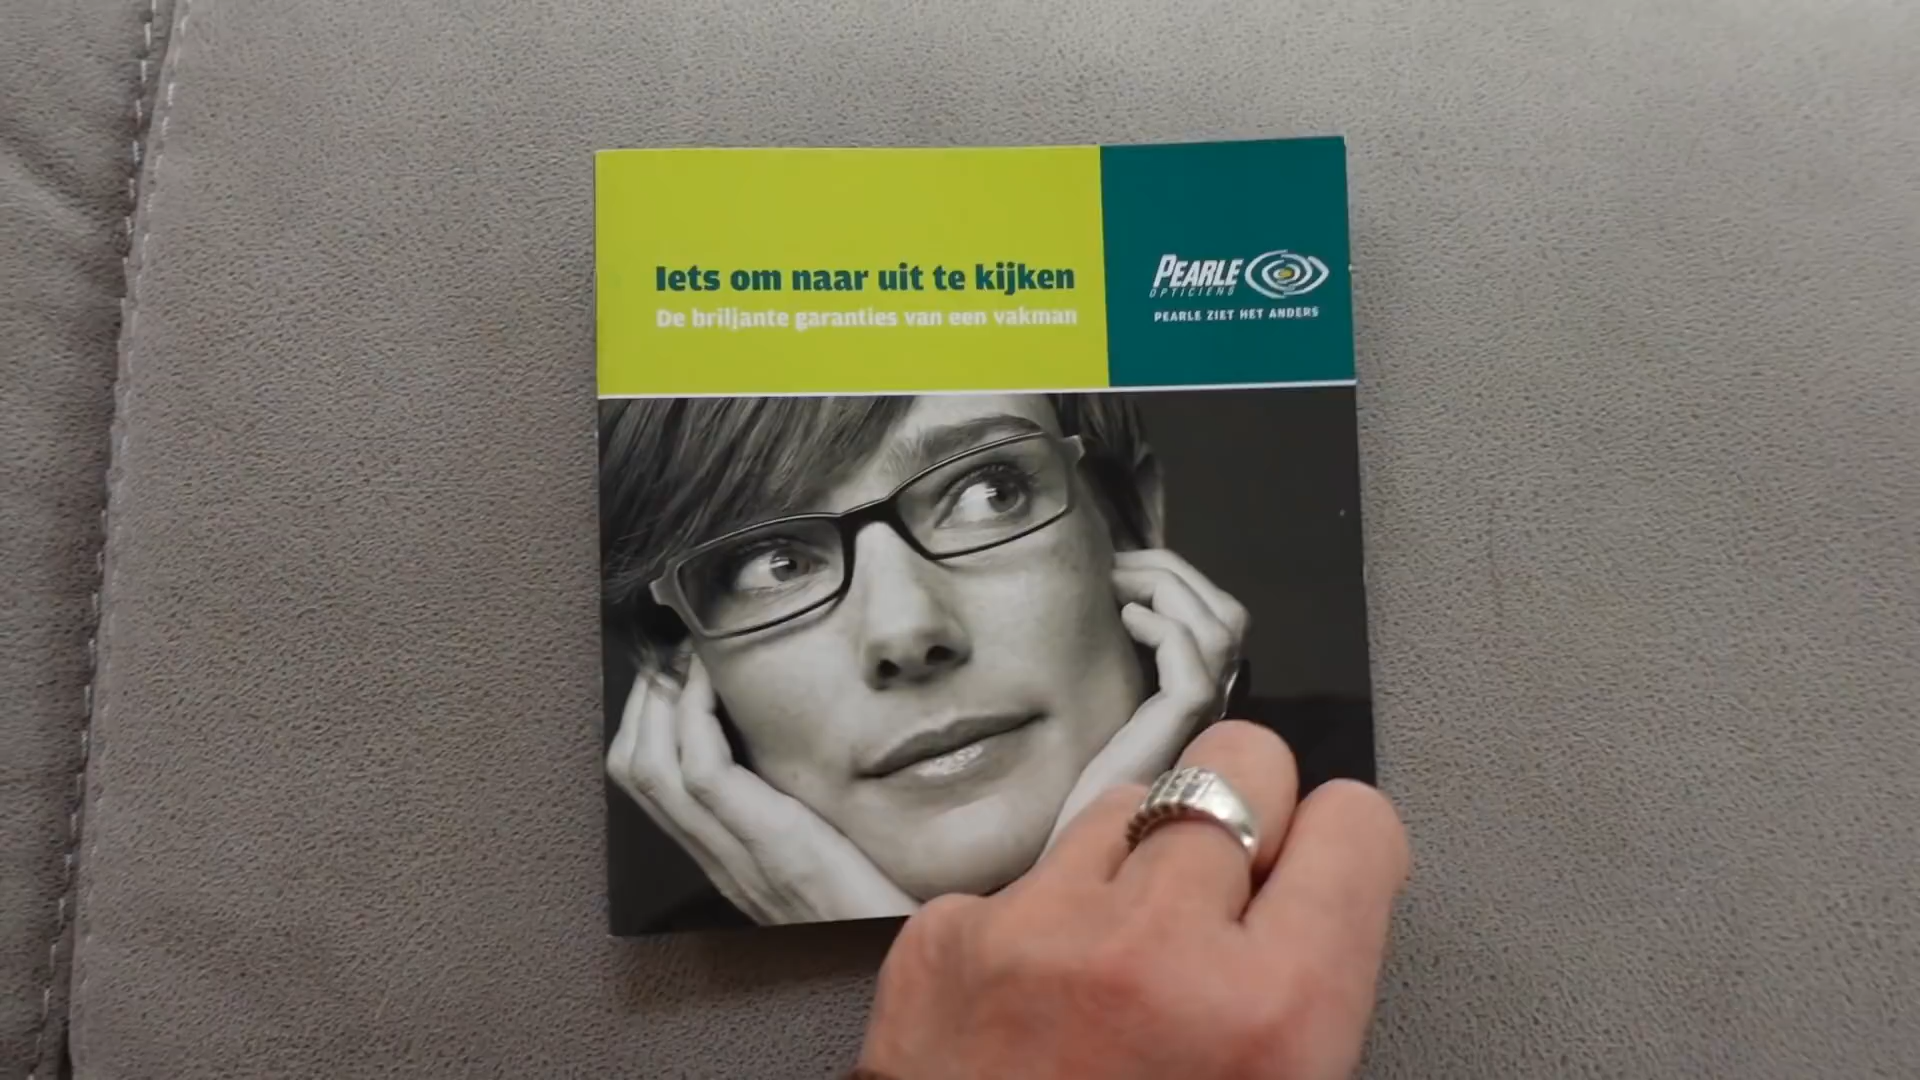 Iets om naar uit te kijken
De briljante garanties van een vakman
PEARLE
OPTICIENS
PEARLE ZIET HET ANDERS